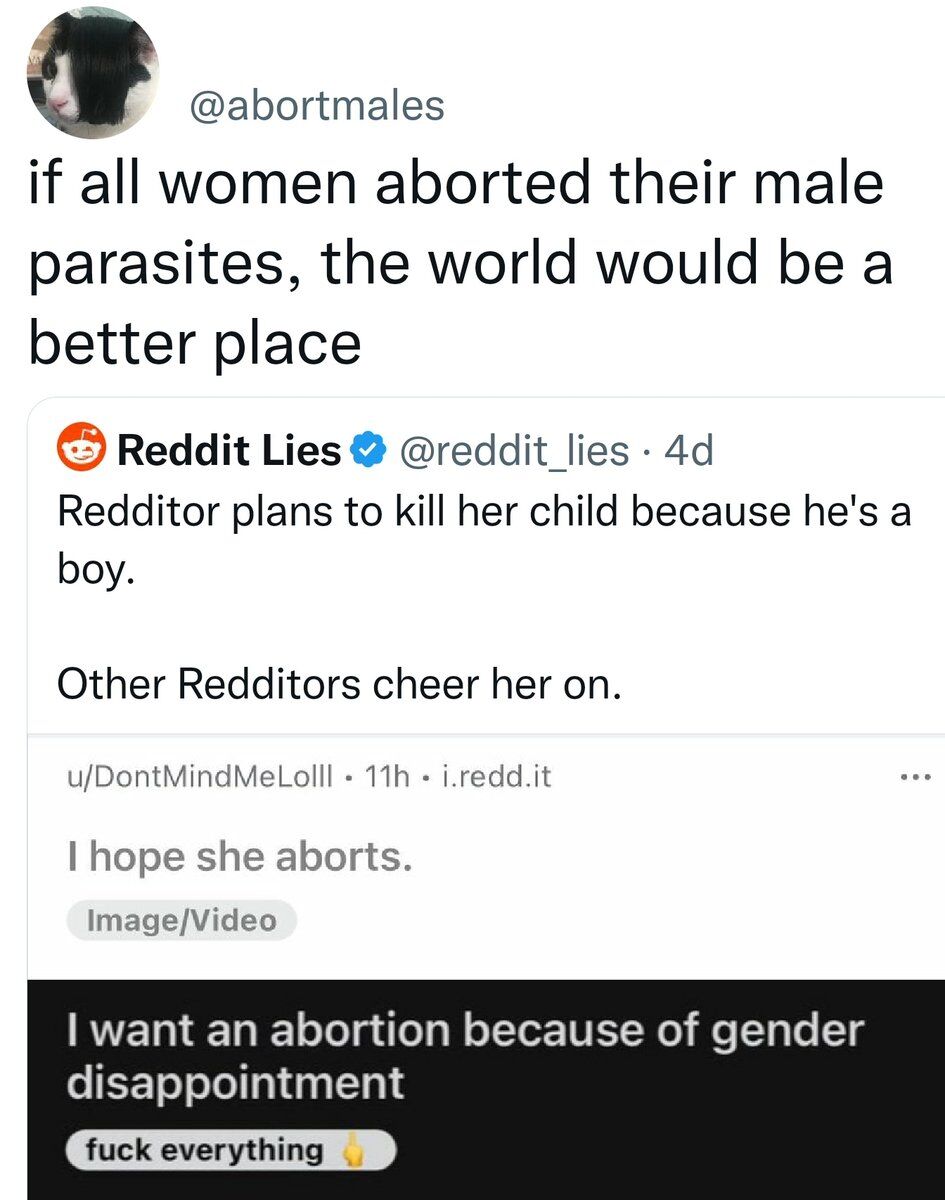 @abortmales
if all women aborted their male
parasites, the world would be a
better place
Reddit Lies @reddit_lies · 4d
Redditor plans to kill her child because he's a
boy.
Other Redditors cheer her on.
u/DontMindMeLolll • 11h • i.redd.it
I hope she aborts.
Image/Video
I want an abortion because of gender
disappointment
fuck everything 🖕